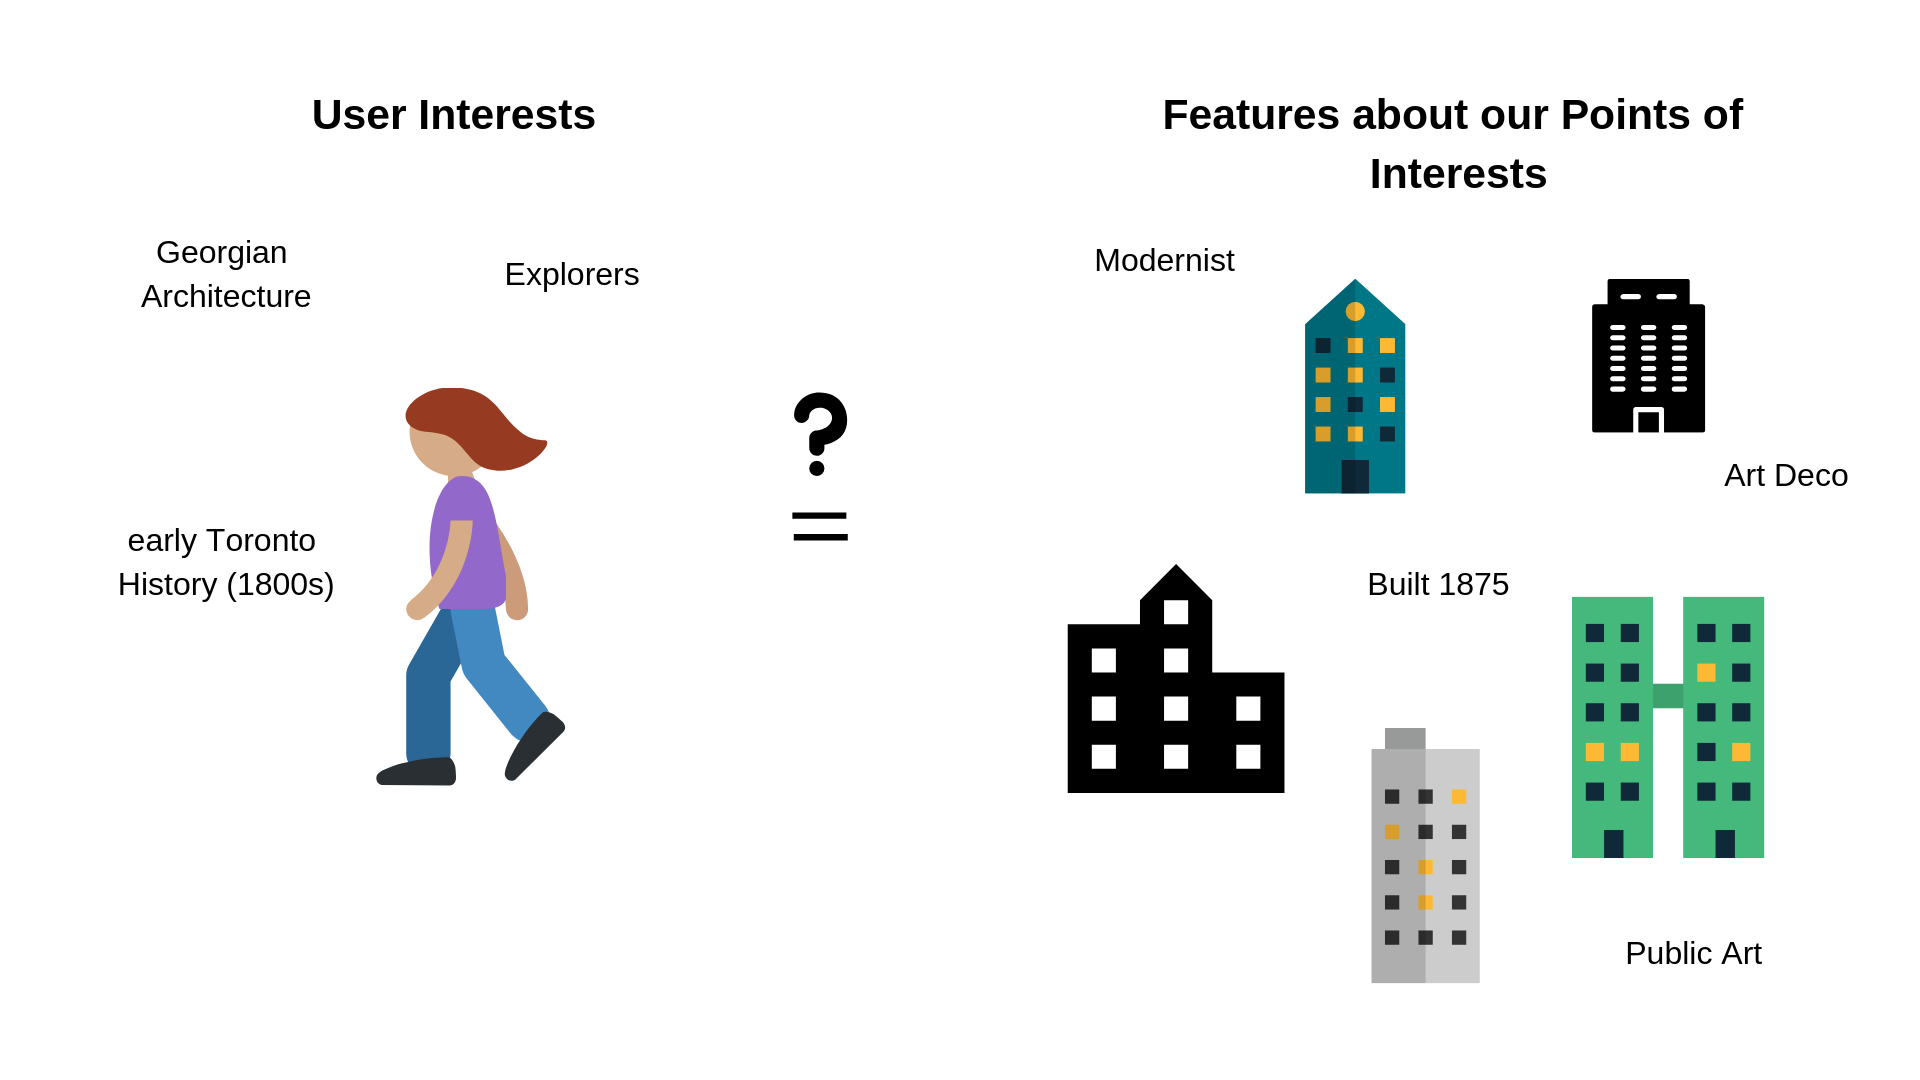 User Interests
Georgian
Architecture
Explorers
early Toronto
History (1800s)
?
=
Features about our Points of
Interests
Modernist
Art Deco
Built 1875
Public Art